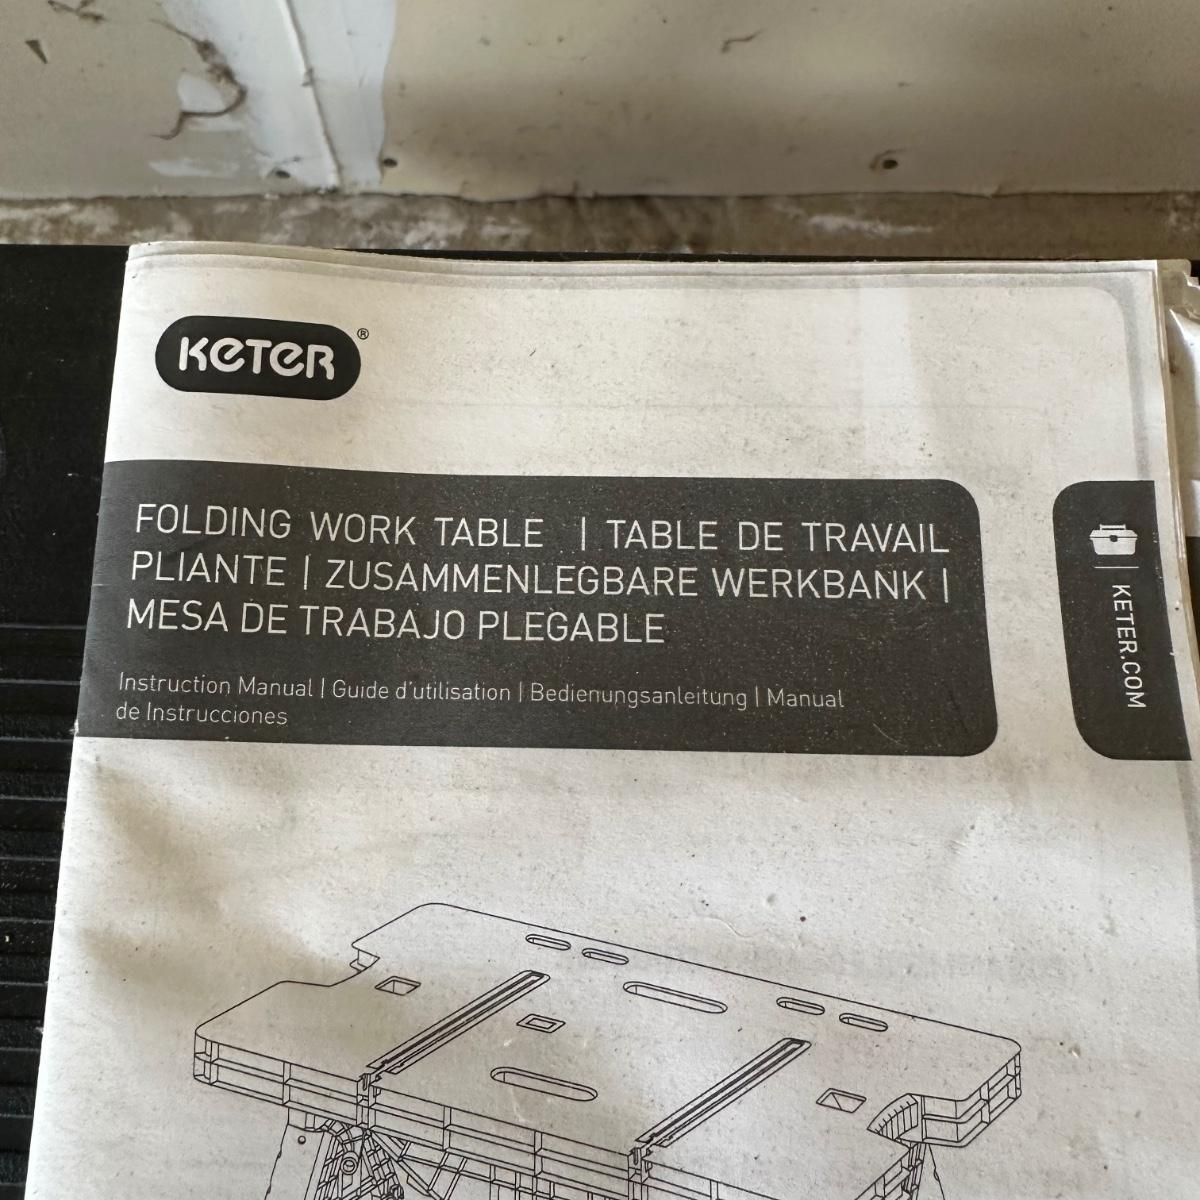 KETER®
FOLDING WORK TABLE | TABLE DE TRAVAIL
PLIANTE | ZUSAMMENLEGBARE WERKBANK |
MESA DE TRABAJO PLEGABLE
Instruction Manual | Guide d'utilisation | Bedienungsanleitung | Manual
de Instrucciones
| KETER.COM